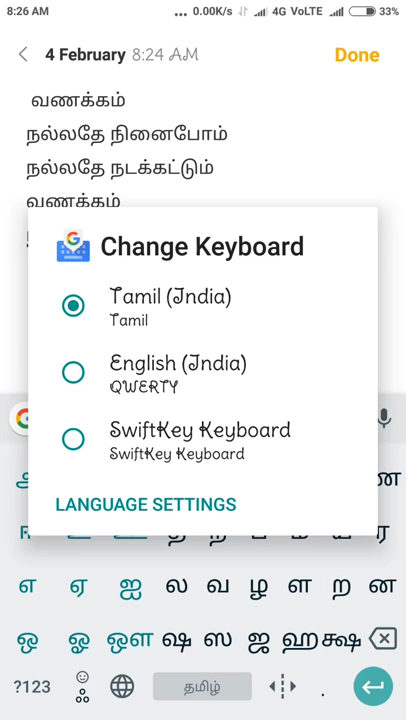 8:26 AM ... 0.00K/s 4G VoLTE 33%
4 February 8:24 AM Done
வணக்கம்
நல்லதே நினைபோம்
நல்லதே நடக்கட்டும்
வணக்கம்
Change Keyboard
Tamil (India)
Tamil
English (India)
QWERTY
SwiftKey Keyboard
SwiftKey Keyboard
LANGUAGE SETTINGS
எ ஏ ஐ ல வ ழ ள ற ன
ஒ ஓ ஔ ஷ ஸ ஜ ஹ க்ஷ
?123 தமிழ் .